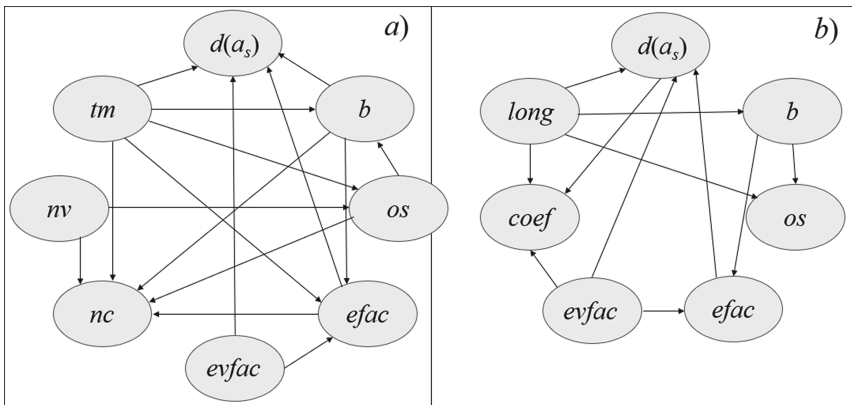 a)
d(aₛ)
tm
b
nv
os
nc
efac
evfac
b)
d(aₛ)
long
b
coef
os
evfac
efac